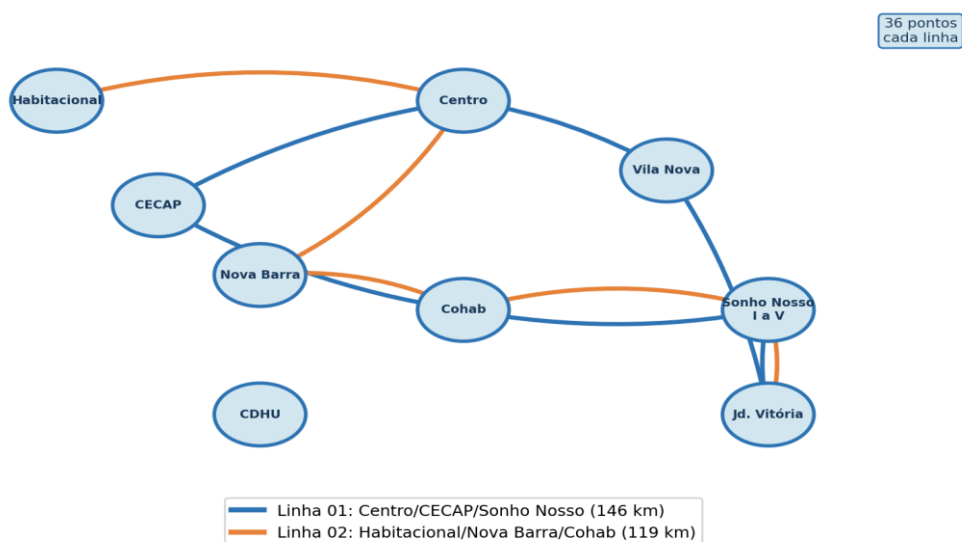 36 pontos
cada linha
Habitacional
Centro
Vila Nova
CECAP
Nova Barra
Cohab
Sonho Nosso
I a V
CDHU
Jd. Vitória
Linha 01: Centro/CECAP/Sonho Nosso (146 km)
Linha 02: Habitacional/Nova Barra/Cohab (119 km)